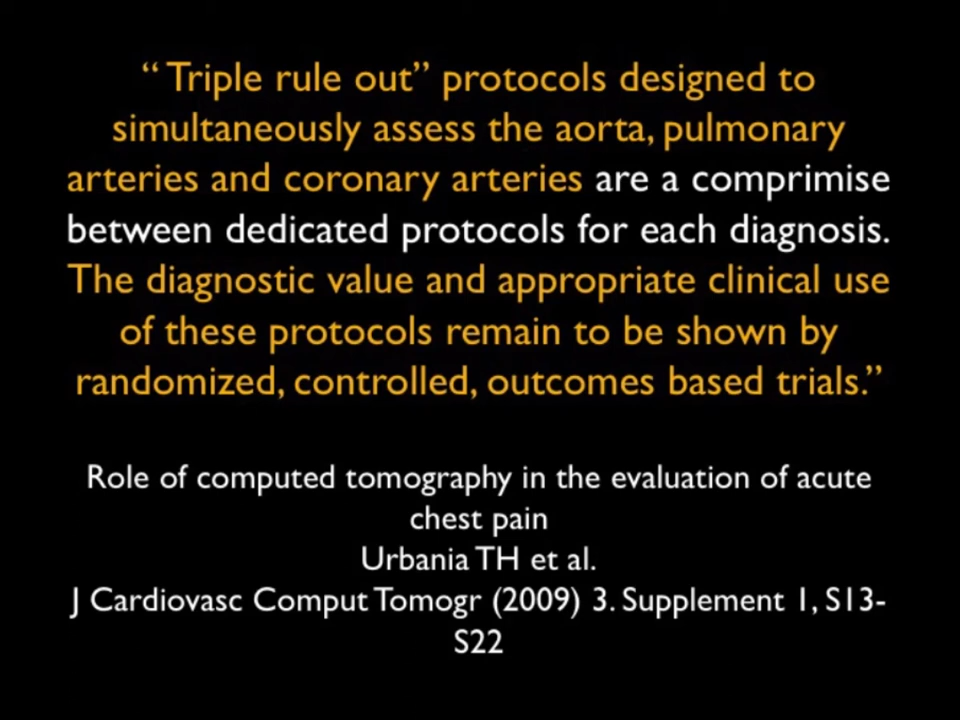 “ Triple rule out” protocols designed to
simultaneously assess the aorta, pulmonary
arteries and coronary arteries are a comprimise
between dedicated protocols for each diagnosis.
The diagnostic value and appropriate clinical use
of these protocols remain to be shown by
randomized, controlled, outcomes based trials.”
Role of computed tomography in the evaluation of acute
chest pain
Urbania TH et al.
J Cardiovasc Comput Tomogr (2009) 3. Supplement 1, S13-
S22